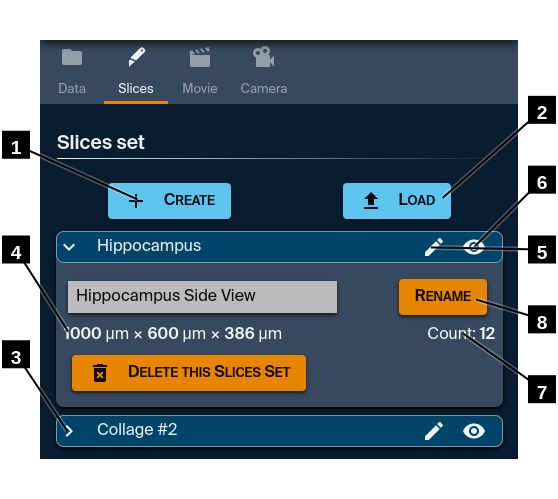 Data Slices Movie Camera
2
Slices set
1
6
CREATE LOAD
Hippocampus
5
4
Hippocampus Side View RENAME
8
1000 µm × 600 µm × 386 µm Count: 12
3
DELETE THIS SLICES SET
7
Collage #2